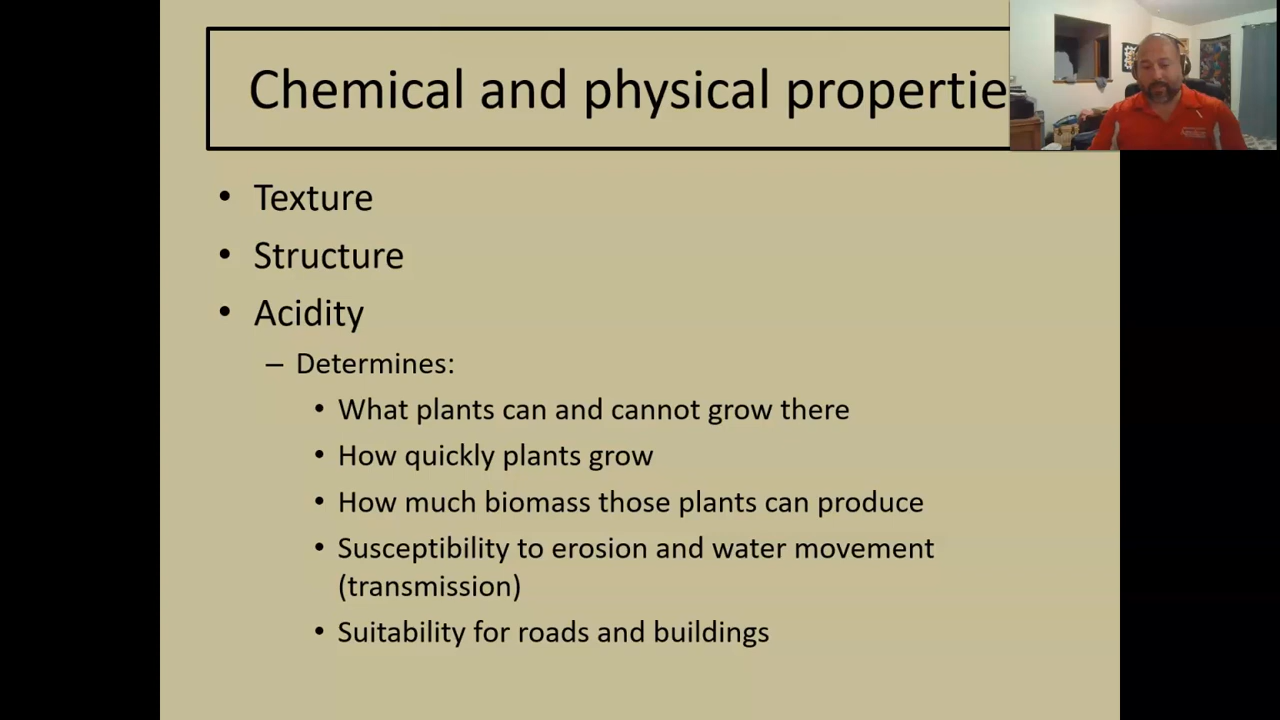 Chemical and physical propertie
• Texture
• Structure
• Acidity
– Determines:
• What plants can and cannot grow there
• How quickly plants grow
• How much biomass those plants can produce
• Susceptibility to erosion and water movement
(transmission)
• Suitability for roads and buildings